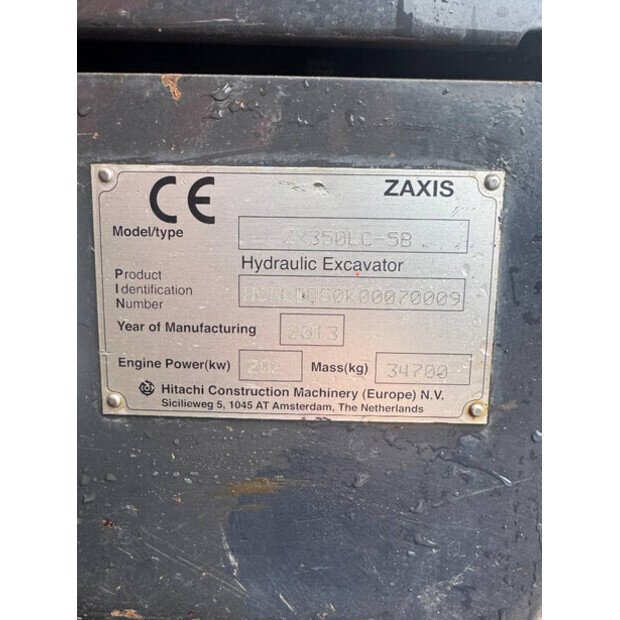 CE ZAXIS
Model/type ZX350LC-5B
Hydraulic Excavator
Product
Identification
Number
Year of Manufacturing 2013
Engine Power(kw) 202 Mass(kg) 34700
Hitachi Construction Machinery (Europe) N.V.
Sicilieweg 5, 1045 AT Amsterdam, The Netherlands